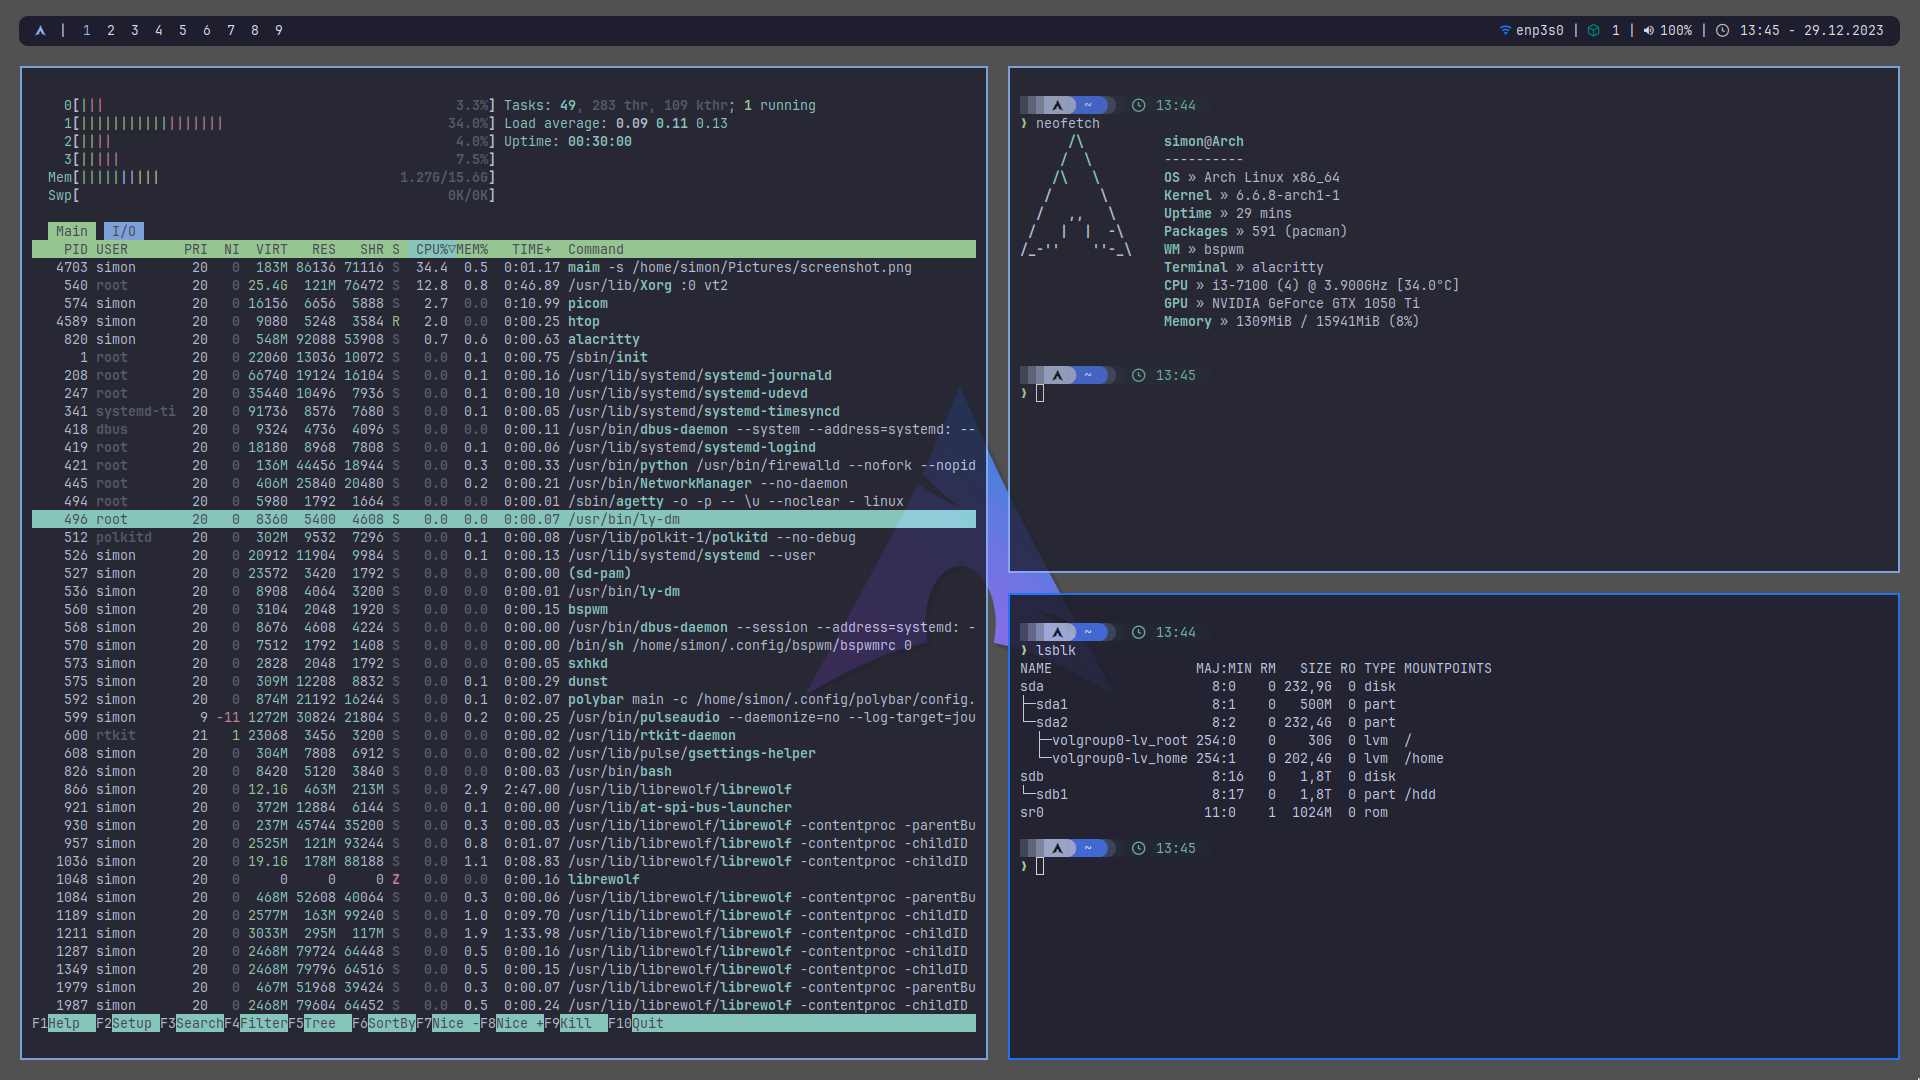 | 1 2 3 4 5 6 7 8 9
enp3s0 | 1 | 100% | 13:45 - 29.12.2023
0[||| 3.3%] Tasks: 49, 283 thr, 109 kthr; 1 running
1[|||||||||||||||||| 34.0%] Load average: 0.09 0.11 0.13
2[|||| 4.0%] Uptime: 00:30:00
3[||||| 7.5%]
Mem[|||||||||| 1.27G/15.6G]
Swp[ 0K/0K]
Main I/O
PID USER PRI NI VIRT RES SHR S CPU%▽MEM% TIME+ Command
4703 simon 20 0 183M 86136 71116 S 34.4 0.5 0:01.17 maim -s /home/simon/Pictures/screenshot.png
540 root 20 0 25.4G 121M 76472 S 12.8 0.8 0:46.89 /usr/lib/Xorg :0 vt2
574 simon 20 0 16156 6656 5888 S 2.7 0.0 0:10.99 picom
4589 simon 20 0 9080 5248 3584 R 2.0 0.0 0:00.25 htop
820 simon 20 0 548M 92088 53908 S 0.7 0.6 0:00.63 alacritty
1 root 20 0 22060 13036 10072 S 0.0 0.1 0:00.75 /sbin/init
208 root 20 0 66740 19124 16104 S 0.0 0.1 0:00.16 /usr/lib/systemd/systemd-journald
247 root 20 0 35440 10496 7936 S 0.0 0.1 0:00.10 /usr/lib/systemd/systemd-udevd
341 systemd-ti 20 0 91736 8576 7680 S 0.0 0.1 0:00.05 /usr/lib/systemd/systemd-timesyncd
418 dbus 20 0 9324 4736 4096 S 0.0 0.0 0:00.11 /usr/bin/dbus-daemon --system --address=systemd: --
419 root 20 0 18180 8968 7808 S 0.0 0.1 0:00.06 /usr/lib/systemd/systemd-logind
421 root 20 0 136M 44456 18944 S 0.0 0.3 0:00.33 /usr/bin/python /usr/bin/firewalld --nofork --nopid
445 root 20 0 406M 25840 20480 S 0.0 0.2 0:00.21 /usr/bin/NetworkManager --no-daemon
494 root 20 0 5980 1792 1664 S 0.0 0.0 0:00.01 /sbin/agetty -o -p -- \u --noclear - linux
496 root 20 0 8360 5400 4608 S 0.0 0.0 0:00.07 /usr/bin/ly-dm
512 polkitd 20 0 302M 9532 7296 S 0.0 0.1 0:00.08 /usr/lib/polkit-1/polkitd --no-debug
526 simon 20 0 20912 11904 9984 S 0.0 0.1 0:00.13 /usr/lib/systemd/systemd --user
527 simon 20 0 23572 3420 1792 S 0.0 0.0 0:00.00 (sd-pam)
536 simon 20 0 8908 4064 3200 S 0.0 0.0 0:00.01 /usr/bin/ly-dm
560 simon 20 0 3104 2048 1920 S 0.0 0.0 0:00.15 bspwm
568 simon 20 0 8676 4608 4224 S 0.0 0.0 0:00.00 /usr/bin/dbus-daemon --session --address=systemd: -
570 simon 20 0 7512 1792 1408 S 0.0 0.0 0:00.00 /bin/sh /home/simon/.config/bspwm/bspwmrc 0
573 simon 20 0 2828 2048 1792 S 0.0 0.0 0:00.05 sxhkd
575 simon 20 0 309M 12208 8832 S 0.0 0.1 0:00.29 dunst
592 simon 20 0 874M 21192 16244 S 0.0 0.1 0:02.07 polybar main -c /home/simon/.config/polybar/config.
599 simon 9 -11 1272M 30824 21804 S 0.0 0.2 0:00.25 /usr/bin/pulseaudio --daemonize=no --log-target=jou
600 rtkit 21 1 23068 3456 3200 S 0.0 0.0 0:00.02 /usr/lib/rtkit-daemon
608 simon 20 0 304M 7808 6912 S 0.0 0.0 0:00.02 /usr/lib/pulse/gsettings-helper
826 simon 20 0 8420 5120 3840 S 0.0 0.0 0:00.03 /usr/bin/bash
866 simon 20 0 12.1G 463M 213M S 0.0 2.9 2:47.00 /usr/lib/librewolf/librewolf
921 simon 20 0 372M 12884 6144 S 0.0 0.1 0:00.00 /usr/lib/at-spi-bus-launcher
930 simon 20 0 237M 45744 35200 S 0.0 0.3 0:00.03 /usr/lib/librewolf/librewolf -contentproc -parentBu
957 simon 20 0 2525M 121M 93244 S 0.0 0.8 0:01.07 /usr/lib/librewolf/librewolf -contentproc -childID
1036 simon 20 0 19.1G 178M 88188 S 0.0 1.1 0:08.83 /usr/lib/librewolf/librewolf -contentproc -childID
1048 simon 20 0 0 0 0 Z 0.0 0.0 0:00.16 librewolf
1084 simon 20 0 468M 52608 40064 S 0.0 0.3 0:00.06 /usr/lib/librewolf/librewolf -contentproc -parentBu
1189 simon 20 0 2577M 163M 99240 S 0.0 1.0 0:09.70 /usr/lib/librewolf/librewolf -contentproc -childID
1211 simon 20 0 3033M 295M 117M S 0.0 1.9 1:33.98 /usr/lib/librewolf/librewolf -contentproc -childID
1287 simon 20 0 2468M 79724 64448 S 0.0 0.5 0:00.16 /usr/lib/librewolf/librewolf -contentproc -childID
1349 simon 20 0 2468M 79796 64516 S 0.0 0.5 0:00.15 /usr/lib/librewolf/librewolf -contentproc -childID
1979 simon 20 0 467M 51968 39424 S 0.0 0.3 0:00.07 /usr/lib/librewolf/librewolf -contentproc -parentBu
1987 simon 20 0 2468M 79604 64452 S 0.0 0.5 0:00.24 /usr/lib/librewolf/librewolf -contentproc -childID
F1Help F2Setup F3SearchF4FilterF5Tree F6SortByF7Nice -F8Nice +F9Kill F10Quit
~ 13:44
❯ neofetch
/\ simon@Arch
/ \ ----------
/\ \ OS » Arch Linux x86_64
/ \ Kernel » 6.6.8-arch1-1
/ ,, \ Uptime » 29 mins
/ | | -\ Packages » 591 (pacman)
/_-'' ''-_\ WM » bspwm
Terminal » alacritty
CPU » i3-7100 (4) @ 3.900GHz [34.0°C]
GPU » NVIDIA GeForce GTX 1050 Ti
Memory » 1309MiB / 15941MiB (8%)
~ 13:45
❯
~ 13:44
❯ lsblk
NAME MAJ:MIN RM SIZE RO TYPE MOUNTPOINTS
sda 8:0 0 232,9G 0 disk
├─sda1 8:1 0 500M 0 part
└─sda2 8:2 0 232,4G 0 part
├─volgroup0-lv_root 254:0 0 30G 0 lvm /
└─volgroup0-lv_home 254:1 0 202,4G 0 lvm /home
sdb 8:16 0 1,8T 0 disk
└─sdb1 8:17 0 1,8T 0 part /hdd
sr0 11:0 1 1024M 0 rom
~ 13:45
❯